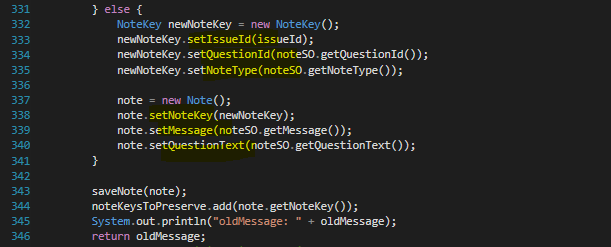 331 } else {
332 NoteKey newNoteKey = new NoteKey();
333 newNoteKey.setIssueId(issueId);
334 newNoteKey.setQuestionId(noteSO.getQuestionId());
335 newNoteKey.setNoteType(noteSO.getNoteType());
336
337 note = new Note();
338 note.setNoteKey(newNoteKey);
339 note.setMessage(noteSO.getMessage());
340 note.setQuestionText(noteSO.getQuestionText());
341 }
342
343 saveNote(note);
344 noteKeysToPreserve.add(note.getNoteKey());
345 System.out.println("oldMessage: " + oldMessage);
346 return oldMessage;